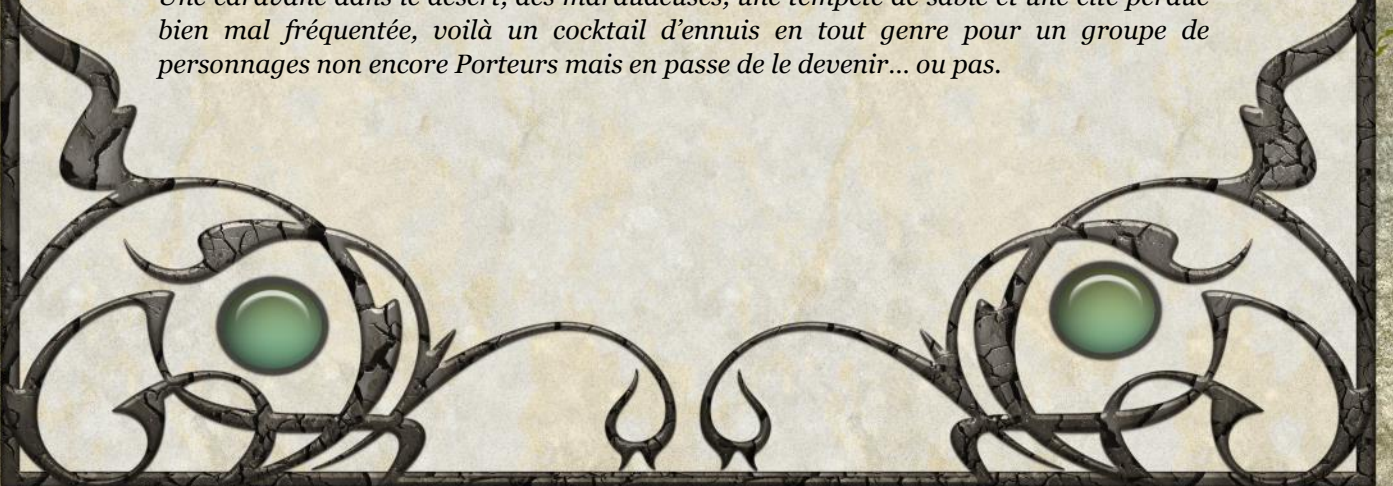 Une caravane dans le désert, des maraudeuses, une tempête de sable et une cité perdue
bien mal fréquentée, voilà un cocktail d’ennuis en tout genre pour un groupe de
personnages non encore Porteurs mais en passe de le devenir… ou pas.